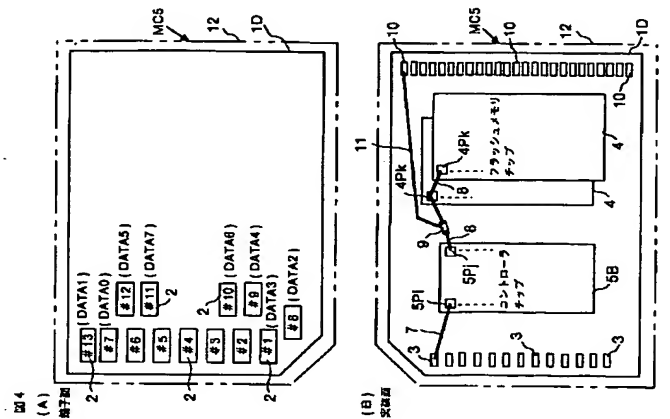 図4
(A)
端子面
MC5
12
1D
#13 (DATA1)
#7 (DATA0)
#12 (DATA5)
#6
#11 (DATA7)
#5
#4
#10 (DATA6)
#3
#9 (DATA4)
#2
#1 (DATA3)
#8 (DATA2)
2
2
2
2
2
(B)
実装面
MC5
12
1D
10
10
10
11
4Pk
4Pk
8
フラッシュメモリ
チップ
4
4
9
8
5Pj
5Pi
コントローラ
チップ
5B
7
3
3
3